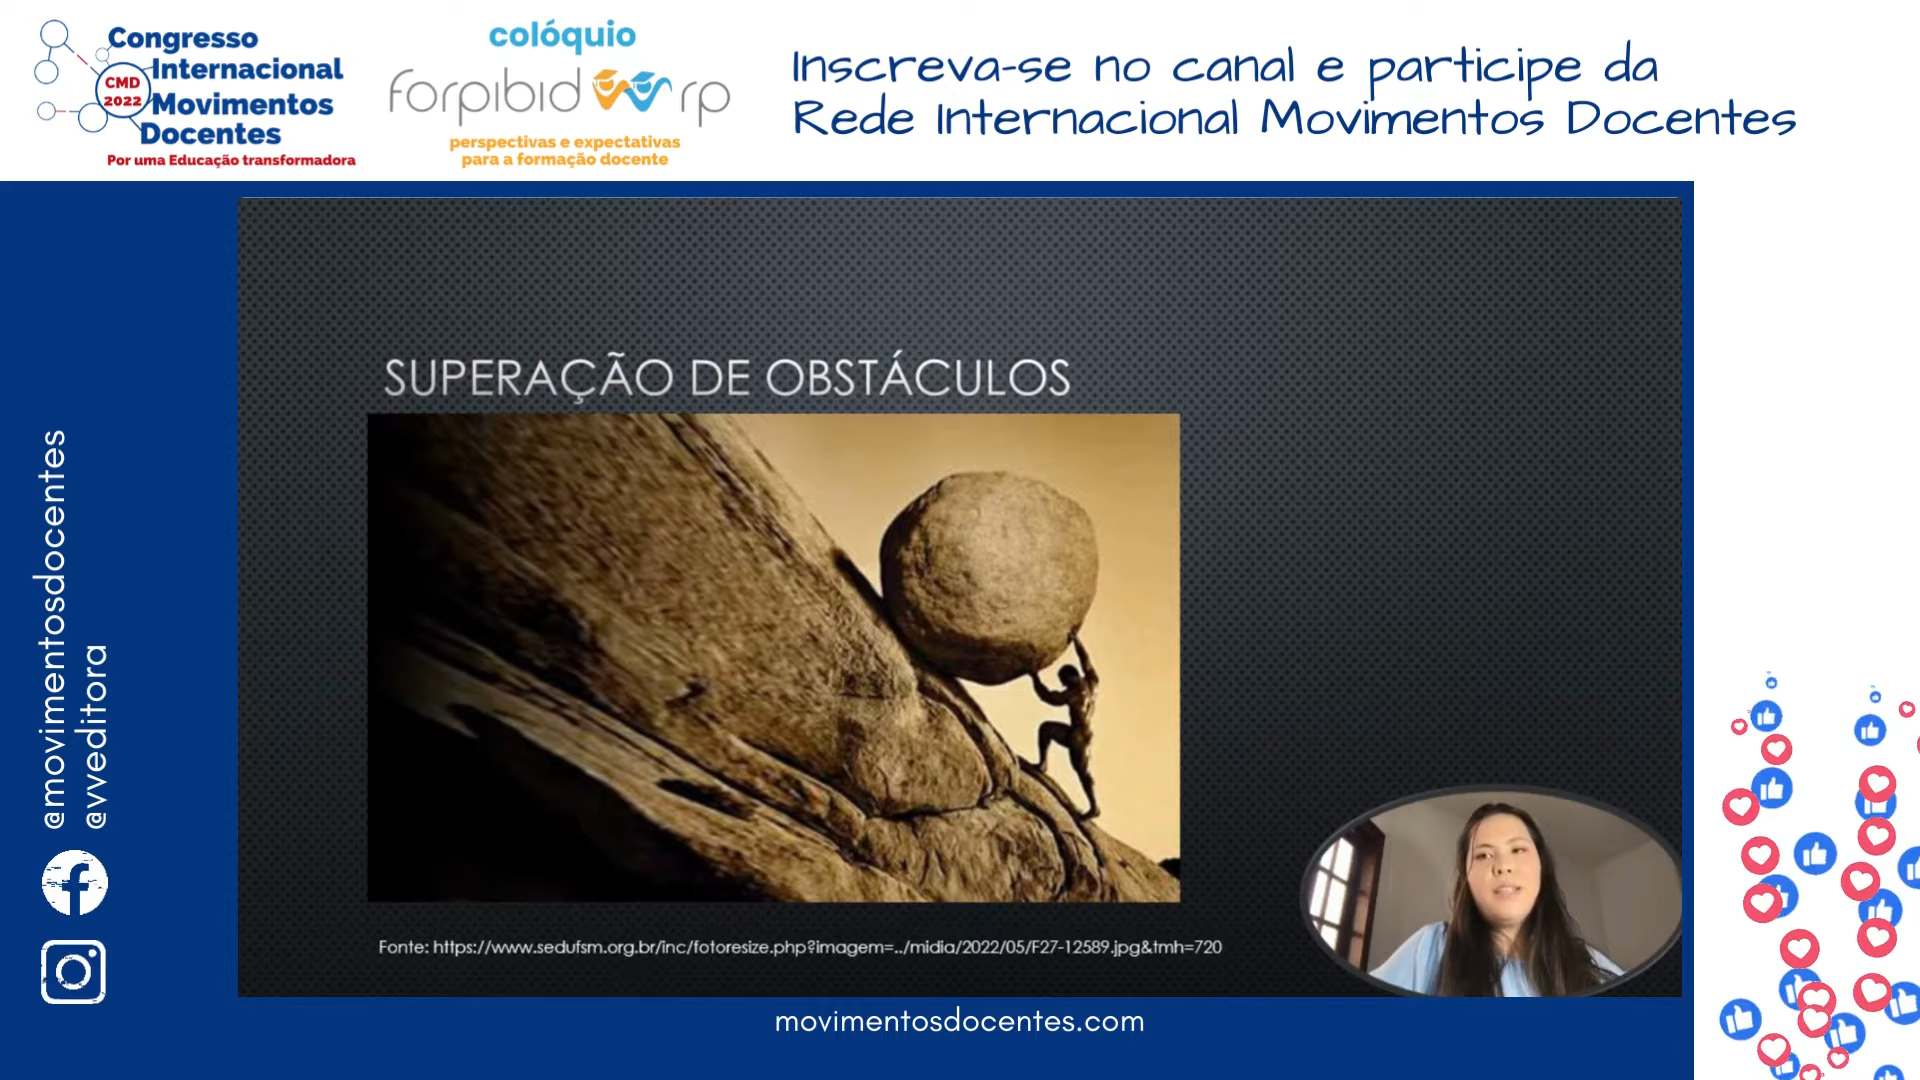 Congresso
Internacional
CMD
2022
Movimentos
Docentes
Por uma Educação transformadora
colóquio
forpibid rp
perspectivas e expectativas
para a formação docente
Inscreva-se no canal e participe da
Rede Internacional Movimentos Docentes
@movimentosdocentes
@vveditora
SUPERAÇÃO DE OBSTÁCULOS
Fonte: https://www.sedufsm.org.br/inc/fotoresize.php?imagem=../midia/2022/05/F27-12589.jpg&tmh=720
movimentosdocentes.com